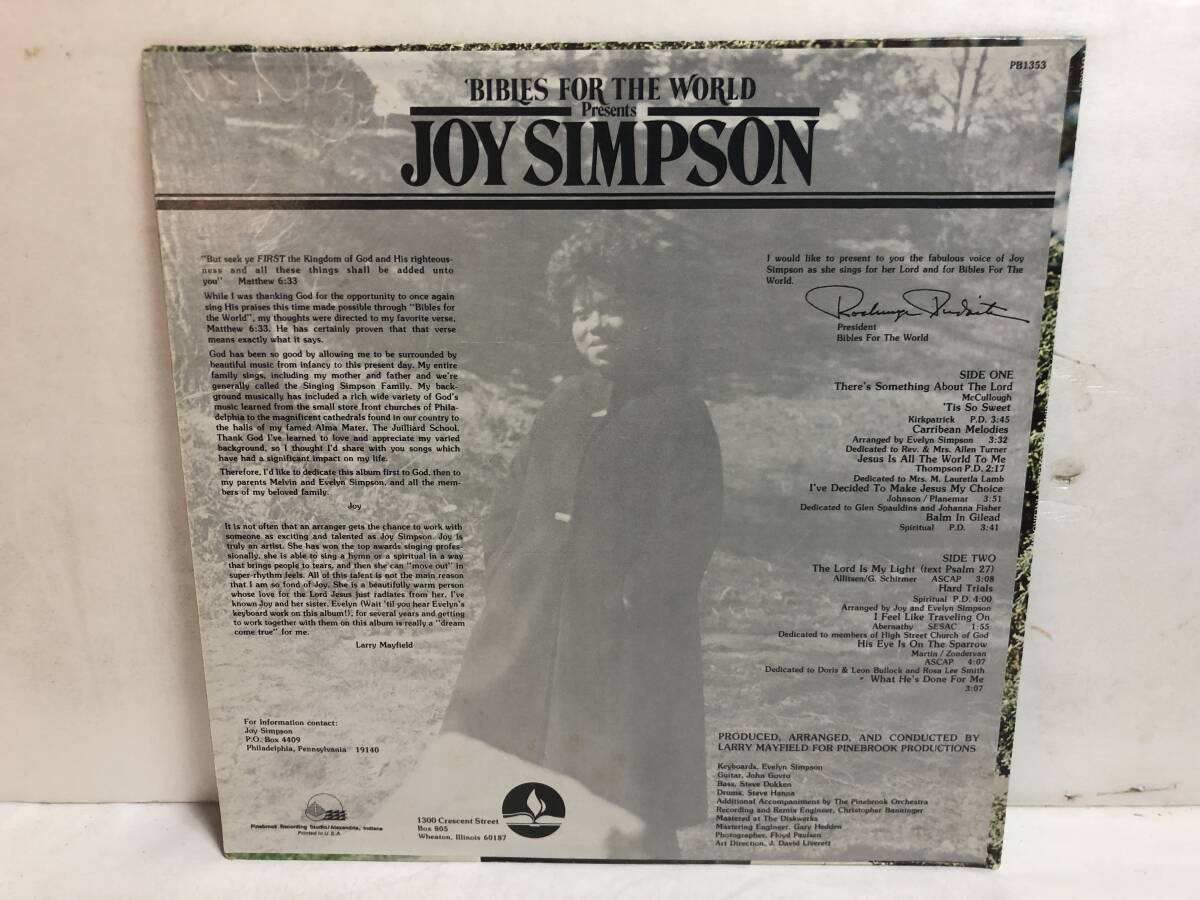 PB1353
BIBLES FOR THE WORLD
Presents
JOY SIMPSON
"But seek ye FIRST the Kingdom of God and His righteous-
ness and all these things shall be added unto
you" Matthew 6:33
While I was thanking God for the opportunity to once again
sing His praises this time made possible through "Bibles for
the World", my thoughts were directed to my favorite verse,
Matthew 6:33. He has certainly proven that that verse
means exactly what it says.
God has been so good by allowing me to be surrounded by
beautiful music from infancy to this present day. My entire
family sings, including my mother and father and we're
generally called the Singing Simpson Family. My back-
ground musically has included a rich wide variety of God's
music learned from the small store front churches of Phila-
delphia to the magnificent cathedrals found in our country to
the halls of my famed Alma Mater, The Juilliard School.
Thank God I've learned to love and appreciate my varied
background, so I thought I'd share with you songs which
have had a significant impact on my life.
Therefore, I'd like to dedicate this album first to God, then to
my parents Melvin and Evelyn Simpson, and all the mem-
bers of my beloved family.
Joy
It is not often that an arranger gets the chance to work with
someone as exciting and talented as Joy Simpson. Joy is
truly an artist. She has won the top awards singing profes-
sionally, she is able to sing a hymn or a spiritual in a way
that brings people to tears, and then she can "move out" in
super-rhythm feels. All of this talent is not the main reason
that I am so fond of Joy. She is a beautifully warm person
whose love for the Lord Jesus just radiates from her. I've
known Joy and her sister, Evelyn (Wait 'til you hear Evelyn's
keyboard work on this album!), for several years and getting
to work together with them on this album is really a "dream
come true" for me.
Larry Mayfield
For Information contact:
Joy Simpson
P.O. Box 4409
Philadelphia, Pennsylvania 19140
Pinebrook Recording Studio/Alexandria, Indiana
Printed in U.S.A.
1300 Crescent Street
Box 805
Wheaton, Illinois 60187
I would like to present to you the fabulous voice of Joy
Simpson as she sings for her Lord and for Bibles For The
World.
President
Bibles For The World
SIDE ONE
There's Something About The Lord
McCullough
'Tis So Sweet
Kirkpatrick P.D. 3:45
Carribean Melodies
Arranged by Evelyn Simpson 3:32
Dedicated to Rev. & Mrs. Allen Turner
Jesus Is All The World To Me
Thompson P.D. 2:17
Dedicated to Mrs. M. Lauretla Lamb
I've Decided To Make Jesus My Choice
Johnson / Planemar 3:51
Dedicated to Glen Spauldins and Johanna Fisher
Balm In Gilead
Spiritual P.D. 3:41
SIDE TWO
The Lord Is My Light (text Psalm 27)
Allitsen/G. Schirmer ASCAP 3:08
Hard Trials
Spiritual P.D. 4:00
Arranged by Joy and Evelyn Simpson
I Feel Like Traveling On
Abernathy SESAC 1:55
Dedicated to members of High Street Church of God
His Eye Is On The Sparrow
Martin / Zondervan
ASCAP 4:07
Dedicated to Doris & Leon Bullock and Rosa Lee Smith
What He's Done For Me
3:07
PRODUCED, ARRANGED, AND CONDUCTED BY
LARRY MAYFIELD FOR PINEBROOK PRODUCTIONS
Keyboards, Evelyn Simpson
Guitar, John Govro
Bass, Steve Dokken
Drums, Steve Hanna
Additional Accompaniment by The Pinebrook Orchestra
Recording and Remix Engineer, Christopher Banninger
Mastered at The Diskwerks
Mastering Engineer, Gary Hedden
Photographer, Floyd Paulsen
Art Direction, J. David Liverett